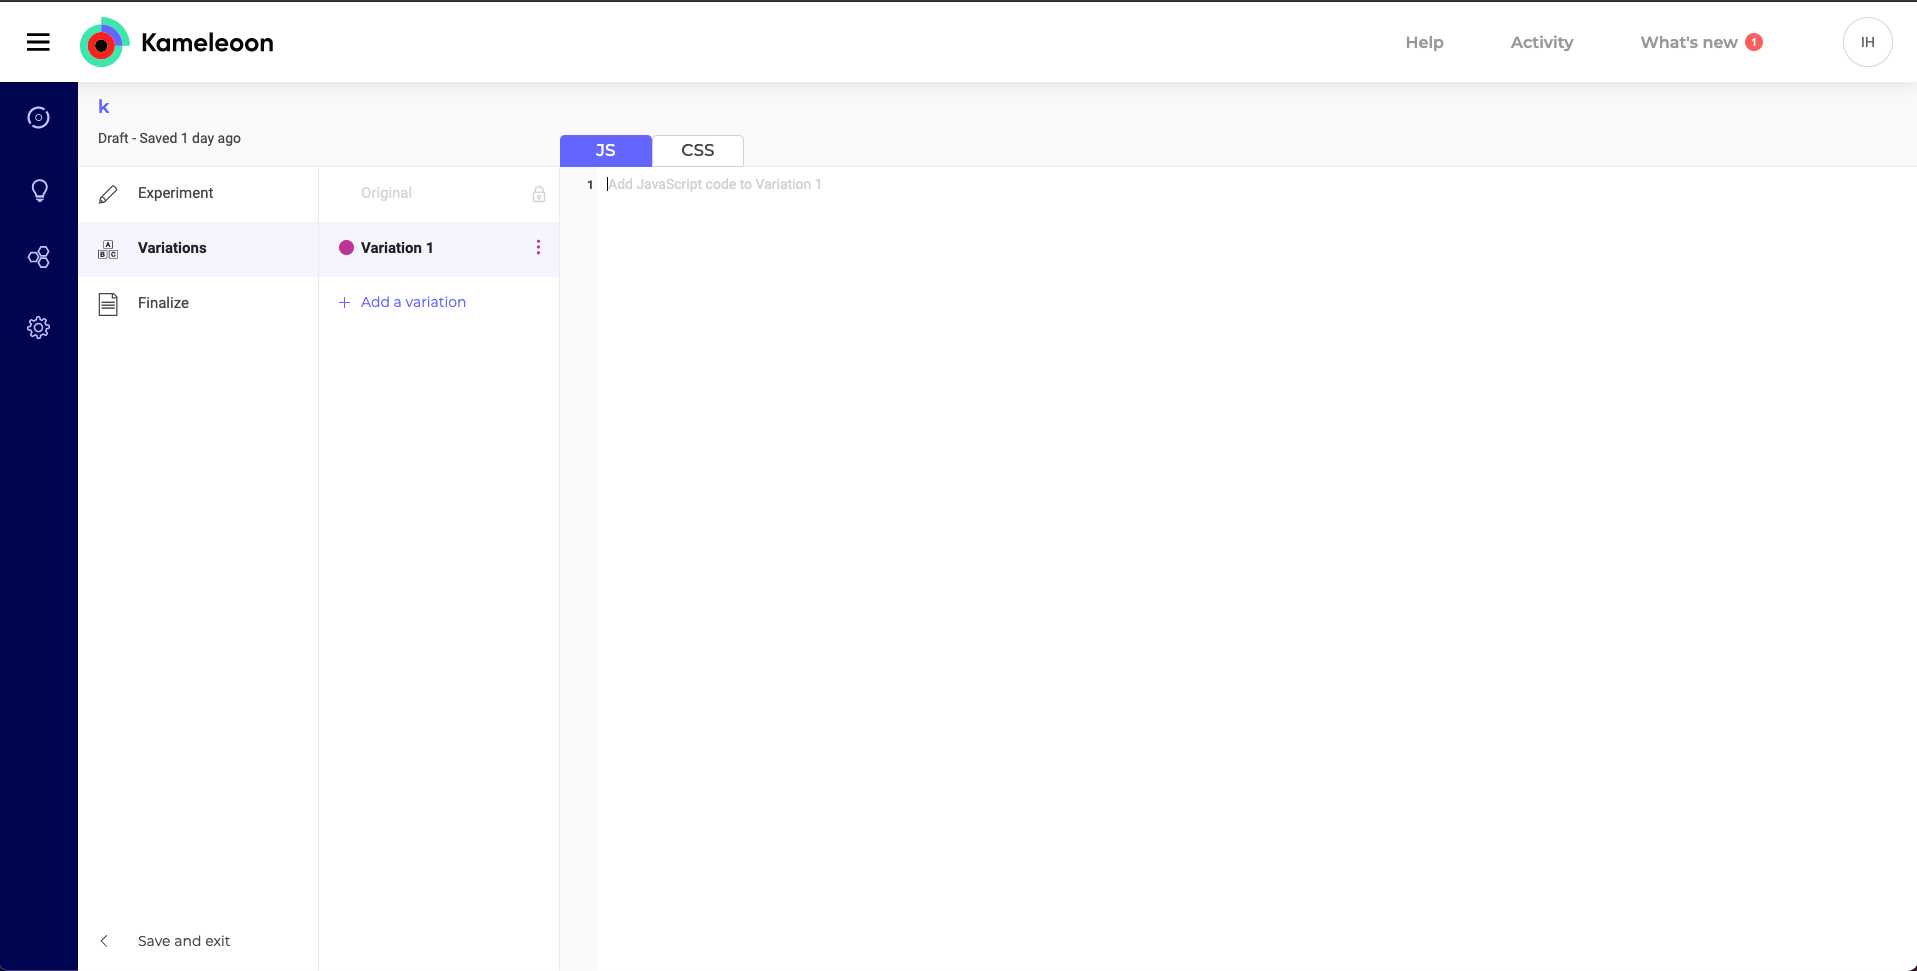 Kameleoon
Help
Activity
What's new 1
IH
k
Draft - Saved 1 day ago
JS
CSS
Experiment
Original
1 Add JavaScript code to Variation 1
A
B C
Variations
Variation 1
Finalize
Add a variation
Save and exit